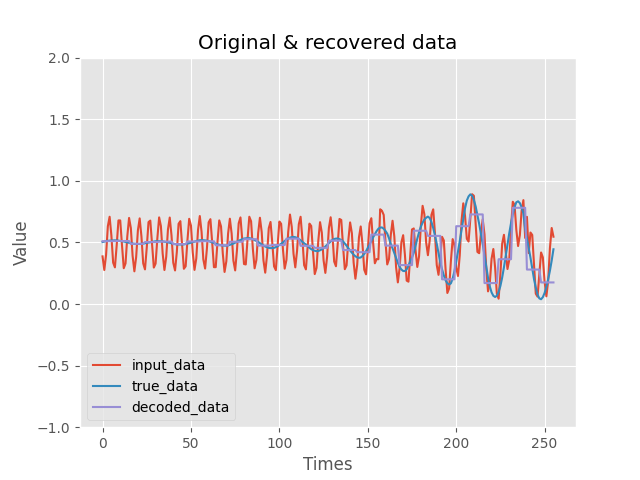 Original & recovered data
2.0
1.5
1.0
0.5
0.0
−0.5
−1.0
Value
input_data
true_data
decoded_data
0 50 100 150 200 250
Times